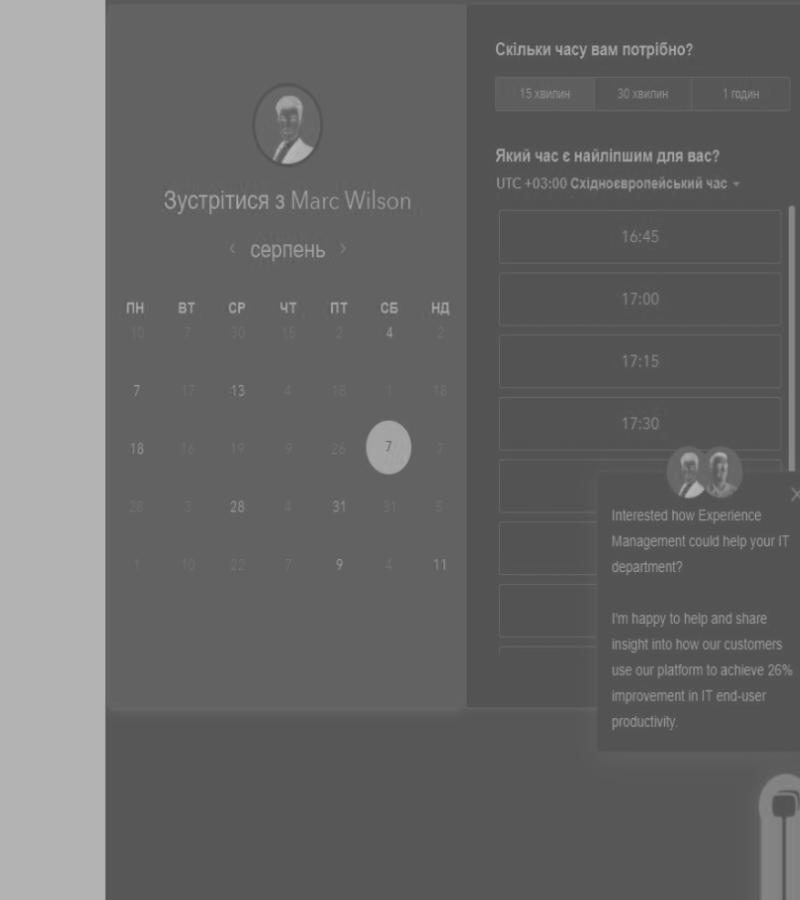 Зустрітися з Marc Wilson
серпень
ПН ВТ СР ЧТ ПТ СБ НД
10 7 30 15 2 4 2
7 17 13 4 18 1 18
18 16 19 9 26 7 7
28 3 28 4 31 31 5
1 10 22 7 9 4 11
Скільки часу вам потрібно?
15 хвилин 30 хвилин 1 годин
Який час є найліпшим для вас?
UTC +03:00 Східноєвропейський час
16:45
17:00
17:15
17:30
Interested how Experience
Management could help your IT
department?
I'm happy to help and share
insight into how our customers
use our platform to achieve 26%
improvement in IT end-user
productivity.